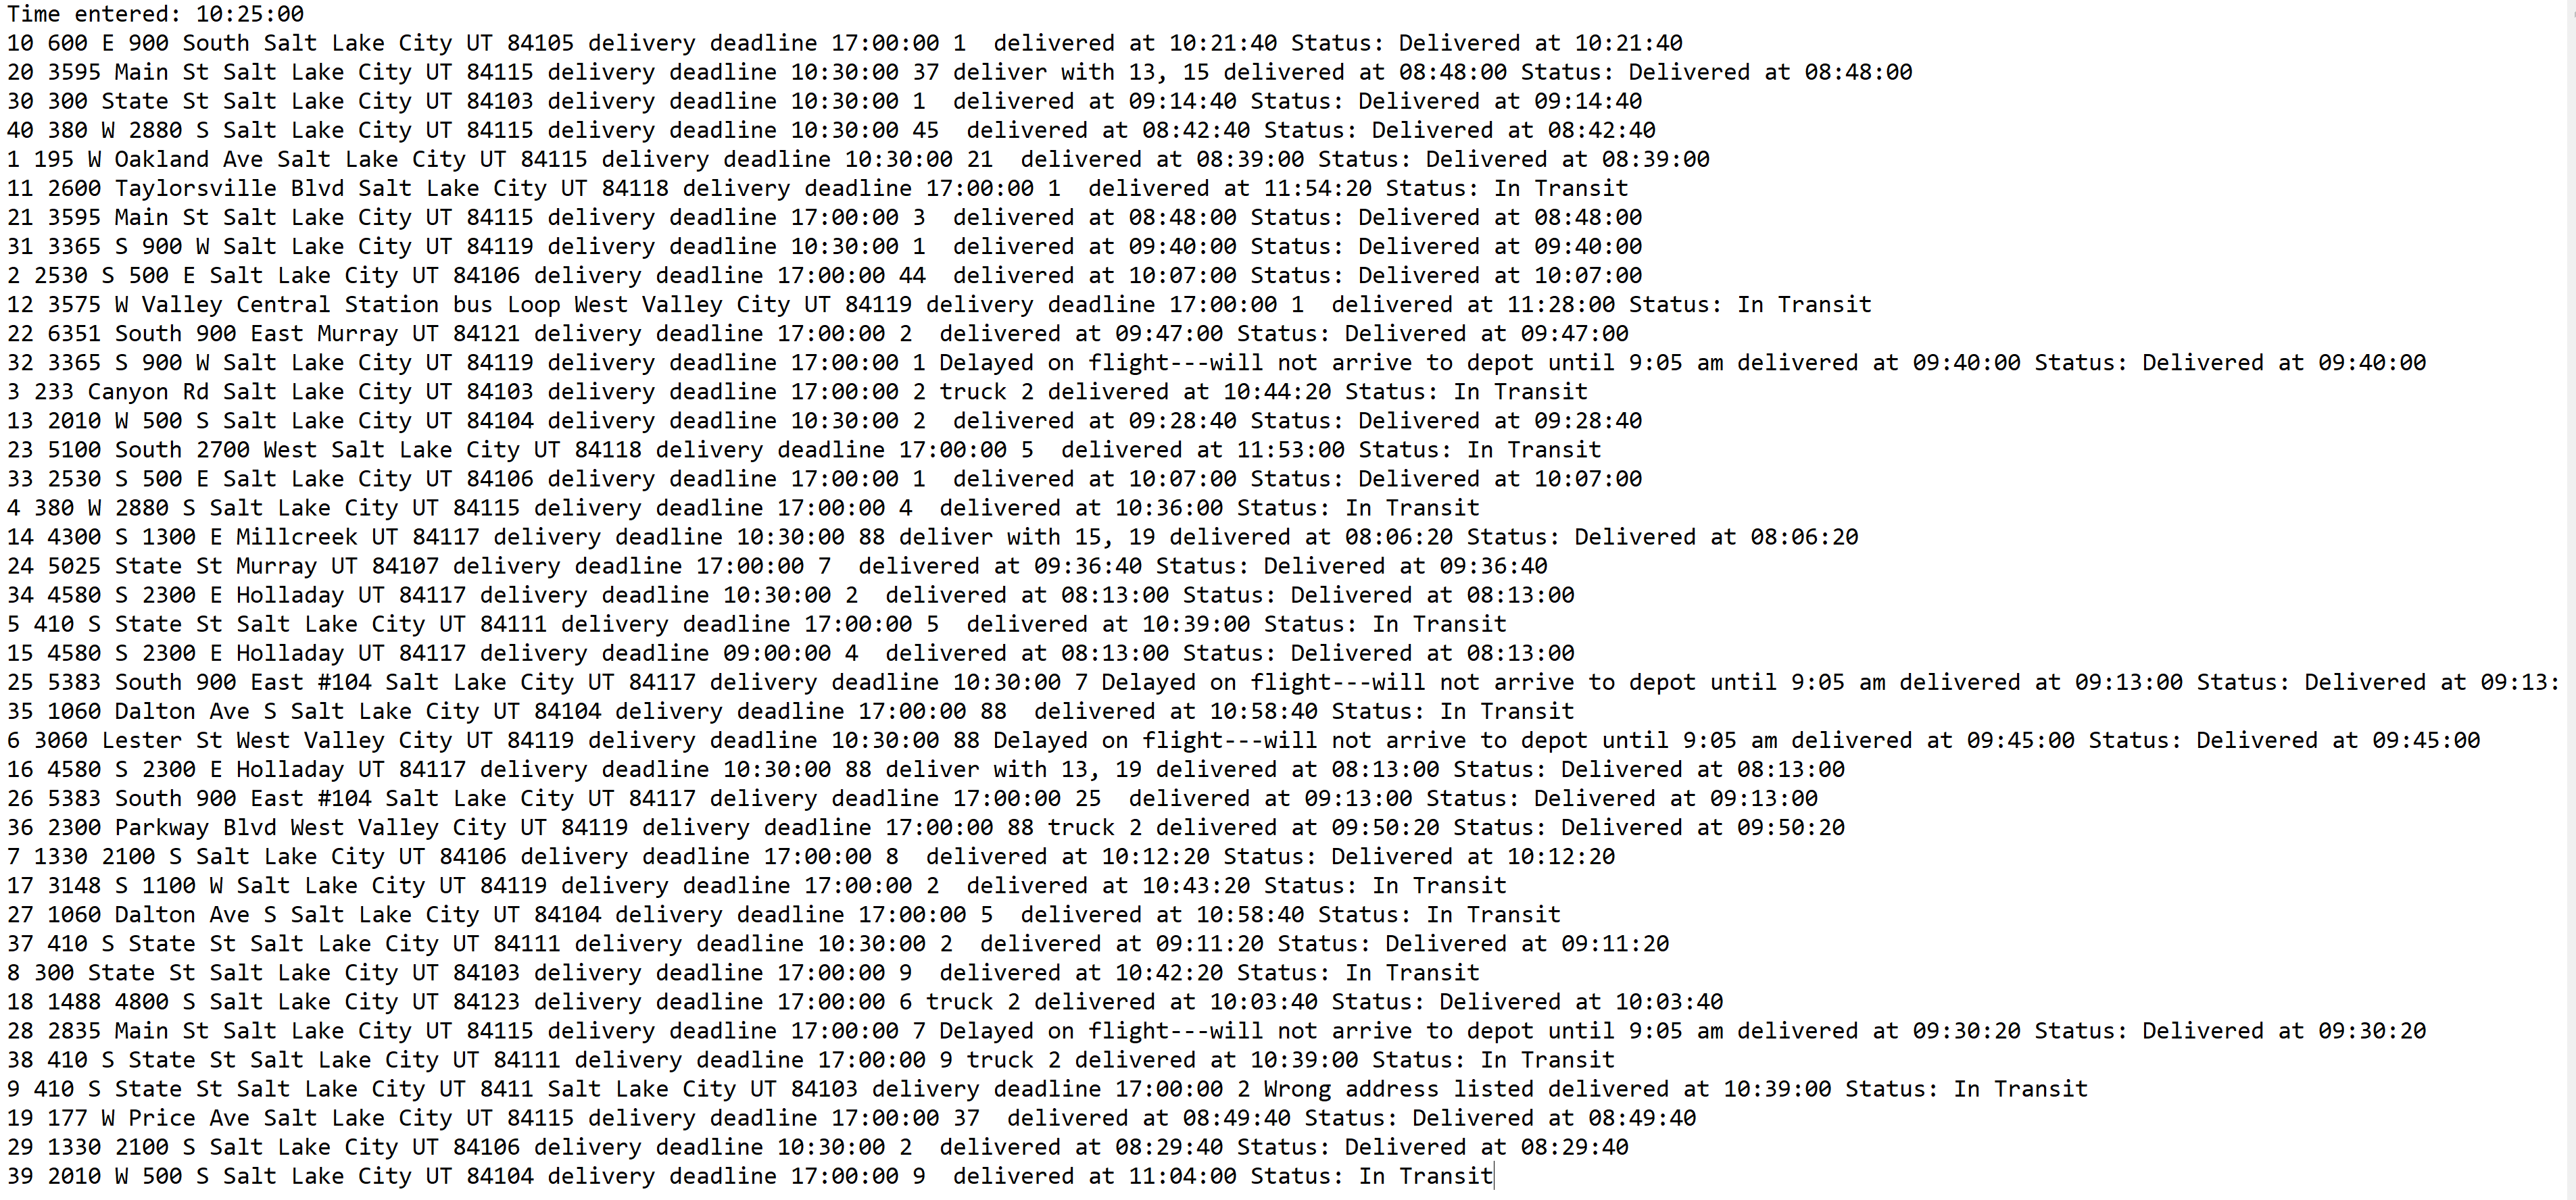 Time entered: 10:25:00
10 600 E 900 South Salt Lake City UT 84105 delivery deadline 17:00:00 1  delivered at 10:21:40 Status: Delivered at 10:21:40
20 3595 Main St Salt Lake City UT 84115 delivery deadline 10:30:00 37 deliver with 13, 15 delivered at 08:48:00 Status: Delivered at 08:48:00
30 300 State St Salt Lake City UT 84103 delivery deadline 10:30:00 1  delivered at 09:14:40 Status: Delivered at 09:14:40
40 380 W 2880 S Salt Lake City UT 84115 delivery deadline 10:30:00 45  delivered at 08:42:40 Status: Delivered at 08:42:40
1 195 W Oakland Ave Salt Lake City UT 84115 delivery deadline 10:30:00 21  delivered at 08:39:00 Status: Delivered at 08:39:00
11 2600 Taylorsville Blvd Salt Lake City UT 84118 delivery deadline 17:00:00 1  delivered at 11:54:20 Status: In Transit
21 3595 Main St Salt Lake City UT 84115 delivery deadline 17:00:00 3  delivered at 08:48:00 Status: Delivered at 08:48:00
31 3365 S 900 W Salt Lake City UT 84119 delivery deadline 10:30:00 1  delivered at 09:40:00 Status: Delivered at 09:40:00
2 2530 S 500 E Salt Lake City UT 84106 delivery deadline 17:00:00 44  delivered at 10:07:00 Status: Delivered at 10:07:00
12 3575 W Valley Central Station bus Loop West Valley City UT 84119 delivery deadline 17:00:00 1  delivered at 11:28:00 Status: In Transit
22 6351 South 900 East Murray UT 84121 delivery deadline 17:00:00 2  delivered at 09:47:00 Status: Delivered at 09:47:00
32 3365 S 900 W Salt Lake City UT 84119 delivery deadline 17:00:00 1 Delayed on flight---will not arrive to depot until 9:05 am delivered at 09:40:00 Status: Delivered at 09:40:00
3 233 Canyon Rd Salt Lake City UT 84103 delivery deadline 17:00:00 2 truck 2 delivered at 10:44:20 Status: In Transit
13 2010 W 500 S Salt Lake City UT 84104 delivery deadline 10:30:00 2  delivered at 09:28:40 Status: Delivered at 09:28:40
23 5100 South 2700 West Salt Lake City UT 84118 delivery deadline 17:00:00 5  delivered at 11:53:00 Status: In Transit
33 2530 S 500 E Salt Lake City UT 84106 delivery deadline 17:00:00 1  delivered at 10:07:00 Status: Delivered at 10:07:00
4 380 W 2880 S Salt Lake City UT 84115 delivery deadline 17:00:00 4  delivered at 10:36:00 Status: In Transit
14 4300 S 1300 E Millcreek UT 84117 delivery deadline 10:30:00 88 deliver with 15, 19 delivered at 08:06:20 Status: Delivered at 08:06:20
24 5025 State St Murray UT 84107 delivery deadline 17:00:00 7  delivered at 09:36:40 Status: Delivered at 09:36:40
34 4580 S 2300 E Holladay UT 84117 delivery deadline 10:30:00 2  delivered at 08:13:00 Status: Delivered at 08:13:00
5 410 S State St Salt Lake City UT 84111 delivery deadline 17:00:00 5  delivered at 10:39:00 Status: In Transit
15 4580 S 2300 E Holladay UT 84117 delivery deadline 09:00:00 4  delivered at 08:13:00 Status: Delivered at 08:13:00
25 5383 South 900 East #104 Salt Lake City UT 84117 delivery deadline 10:30:00 7 Delayed on flight---will not arrive to depot until 9:05 am delivered at 09:13:00 Status: Delivered at 09:13:
35 1060 Dalton Ave S Salt Lake City UT 84104 delivery deadline 17:00:00 88  delivered at 10:58:40 Status: In Transit
6 3060 Lester St West Valley City UT 84119 delivery deadline 10:30:00 88 Delayed on flight---will not arrive to depot until 9:05 am delivered at 09:45:00 Status: Delivered at 09:45:00
16 4580 S 2300 E Holladay UT 84117 delivery deadline 10:30:00 88 deliver with 13, 19 delivered at 08:13:00 Status: Delivered at 08:13:00
26 5383 South 900 East #104 Salt Lake City UT 84117 delivery deadline 17:00:00 25  delivered at 09:13:00 Status: Delivered at 09:13:00
36 2300 Parkway Blvd West Valley City UT 84119 delivery deadline 17:00:00 88 truck 2 delivered at 09:50:20 Status: Delivered at 09:50:20
7 1330 2100 S Salt Lake City UT 84106 delivery deadline 17:00:00 8  delivered at 10:12:20 Status: Delivered at 10:12:20
17 3148 S 1100 W Salt Lake City UT 84119 delivery deadline 17:00:00 2  delivered at 10:43:20 Status: In Transit
27 1060 Dalton Ave S Salt Lake City UT 84104 delivery deadline 17:00:00 5  delivered at 10:58:40 Status: In Transit
37 410 S State St Salt Lake City UT 84111 delivery deadline 10:30:00 2  delivered at 09:11:20 Status: Delivered at 09:11:20
8 300 State St Salt Lake City UT 84103 delivery deadline 17:00:00 9  delivered at 10:42:20 Status: In Transit
18 1488 4800 S Salt Lake City UT 84123 delivery deadline 17:00:00 6 truck 2 delivered at 10:03:40 Status: Delivered at 10:03:40
28 2835 Main St Salt Lake City UT 84115 delivery deadline 17:00:00 7 Delayed on flight---will not arrive to depot until 9:05 am delivered at 09:30:20 Status: Delivered at 09:30:20
38 410 S State St Salt Lake City UT 84111 delivery deadline 17:00:00 9 truck 2 delivered at 10:39:00 Status: In Transit
9 410 S State St Salt Lake City UT 8411 Salt Lake City UT 84103 delivery deadline 17:00:00 2 Wrong address listed delivered at 10:39:00 Status: In Transit
19 177 W Price Ave Salt Lake City UT 84115 delivery deadline 17:00:00 37  delivered at 08:49:40 Status: Delivered at 08:49:40
29 1330 2100 S Salt Lake City UT 84106 delivery deadline 10:30:00 2  delivered at 08:29:40 Status: Delivered at 08:29:40
39 2010 W 500 S Salt Lake City UT 84104 delivery deadline 17:00:00 9  delivered at 11:04:00 Status: In Transit